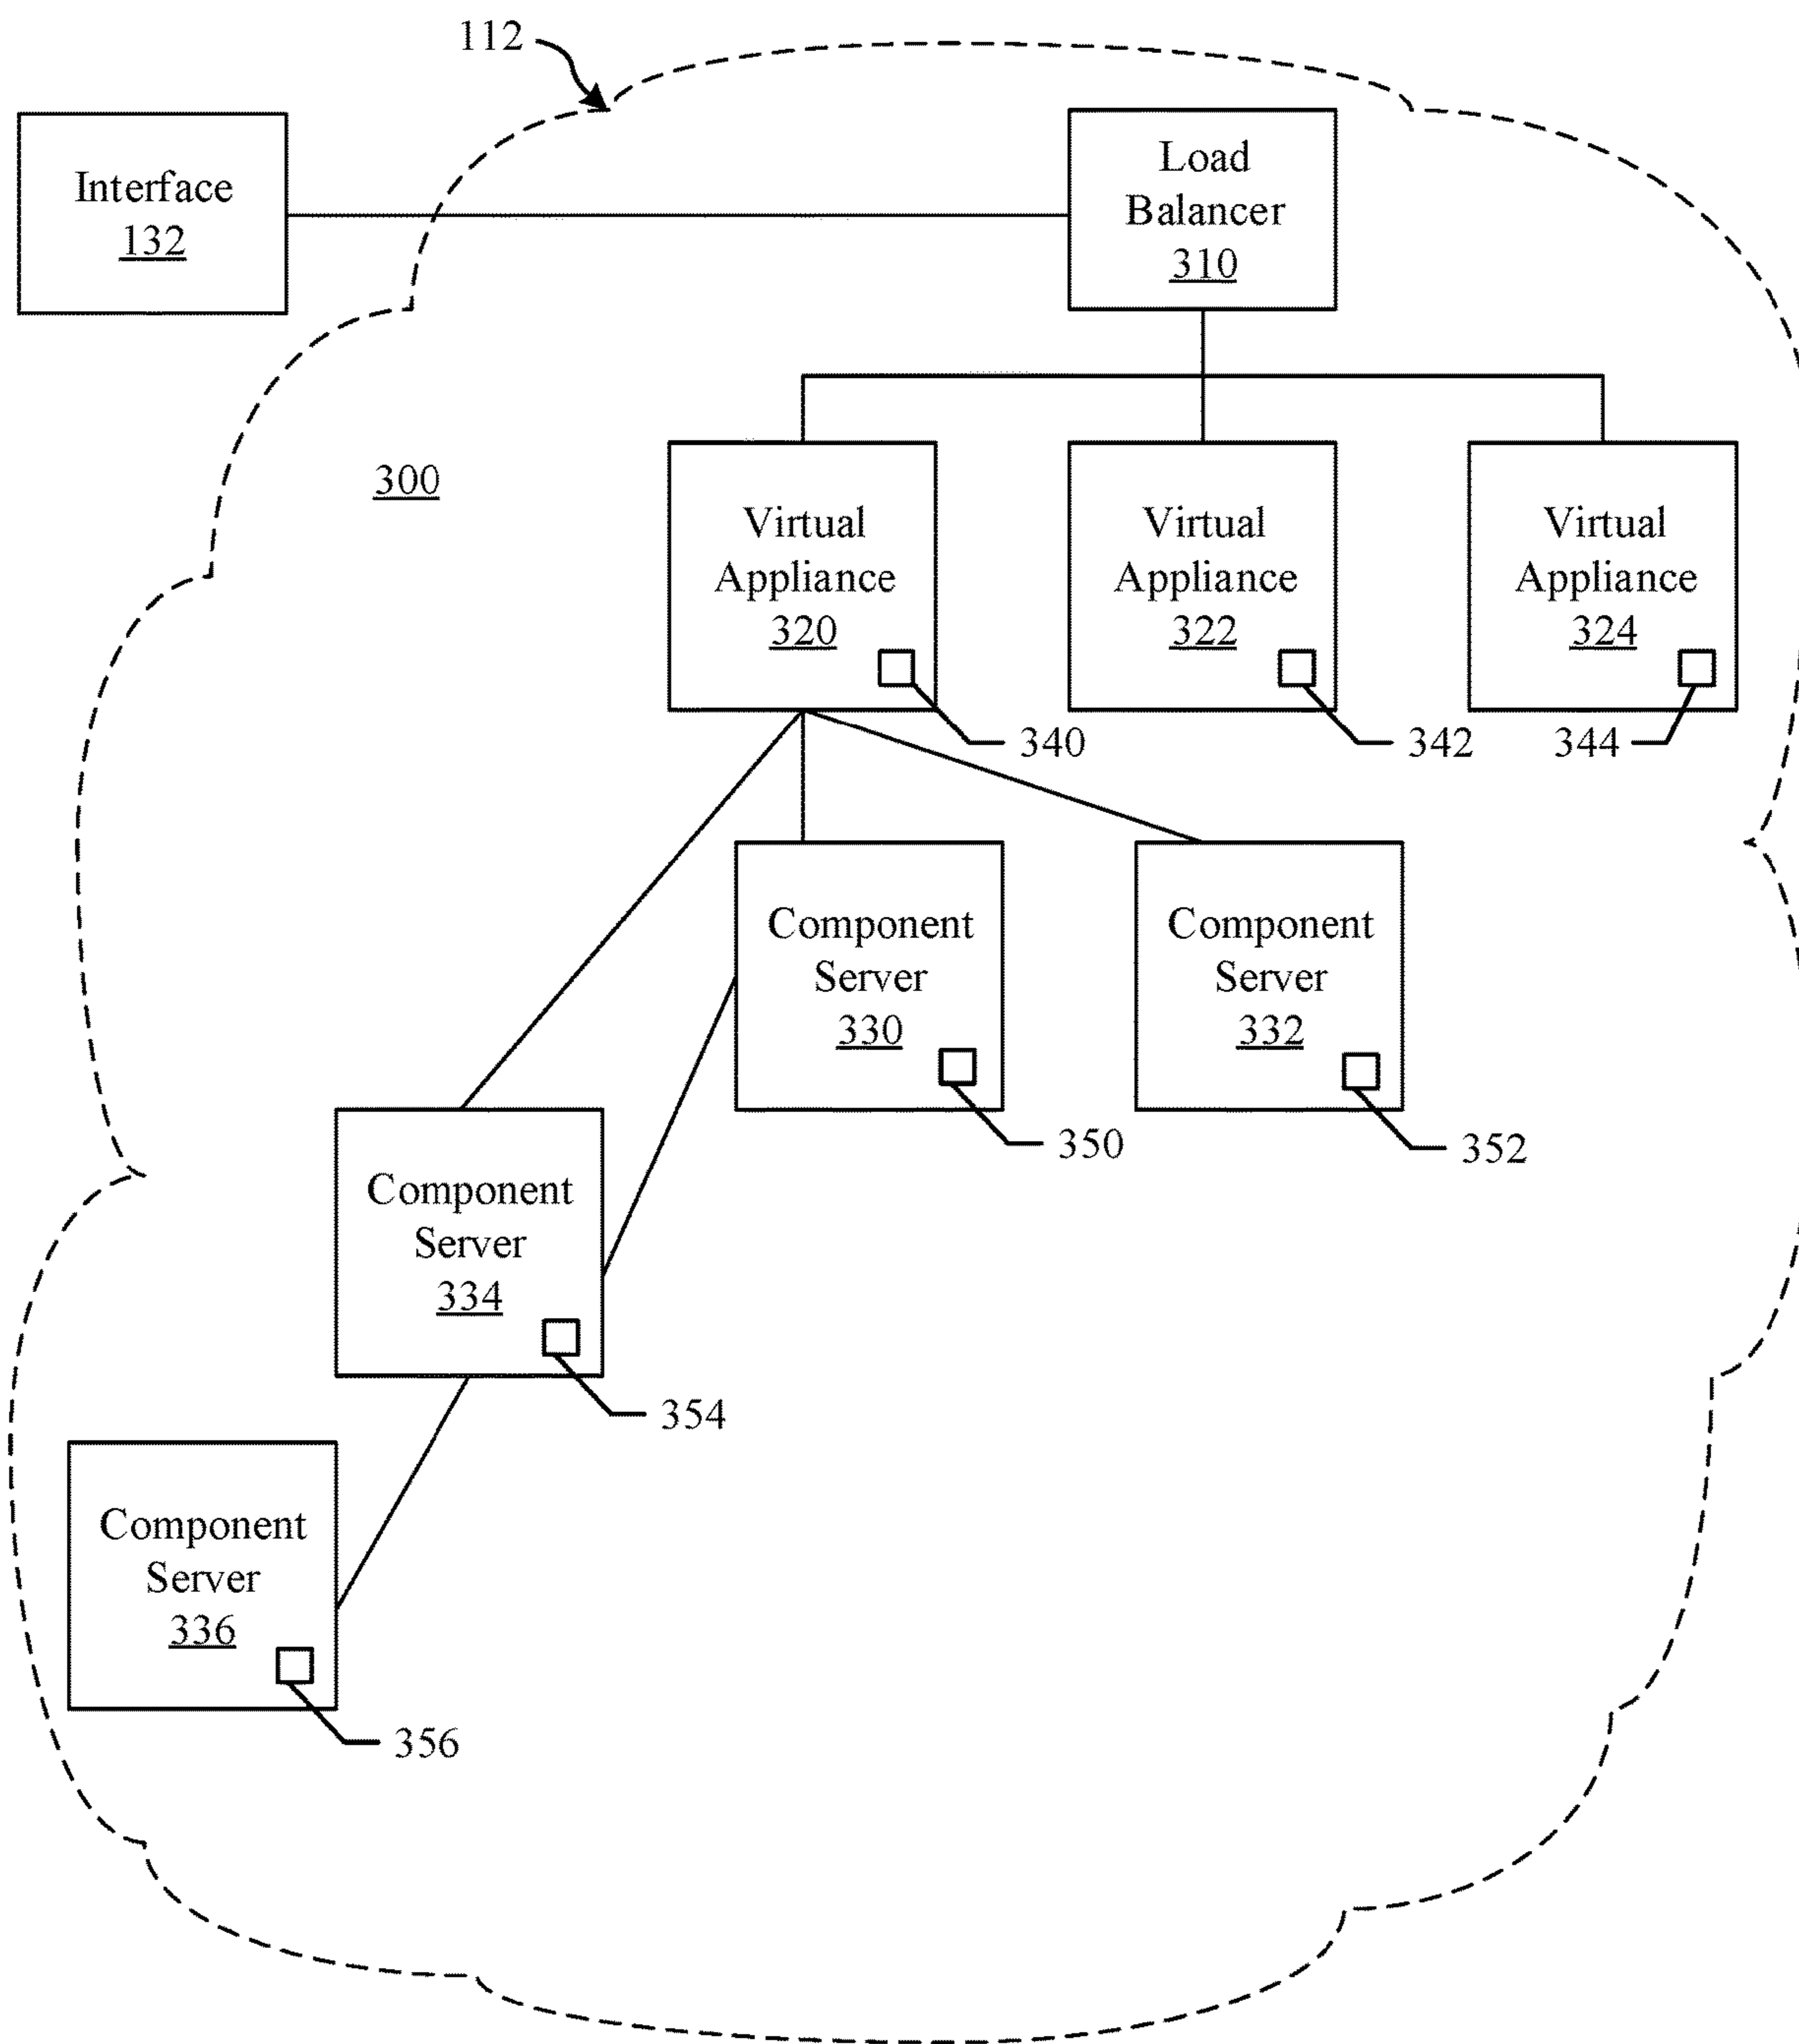 112
Interface
132
Load
Balancer
310
300
Virtual
Appliance
320
Virtual
Appliance
322
Virtual
Appliance
324
340
342
344
Component
Server
330
Component
Server
332
350
352
Component
Server
334
354
Component
Server
336
356